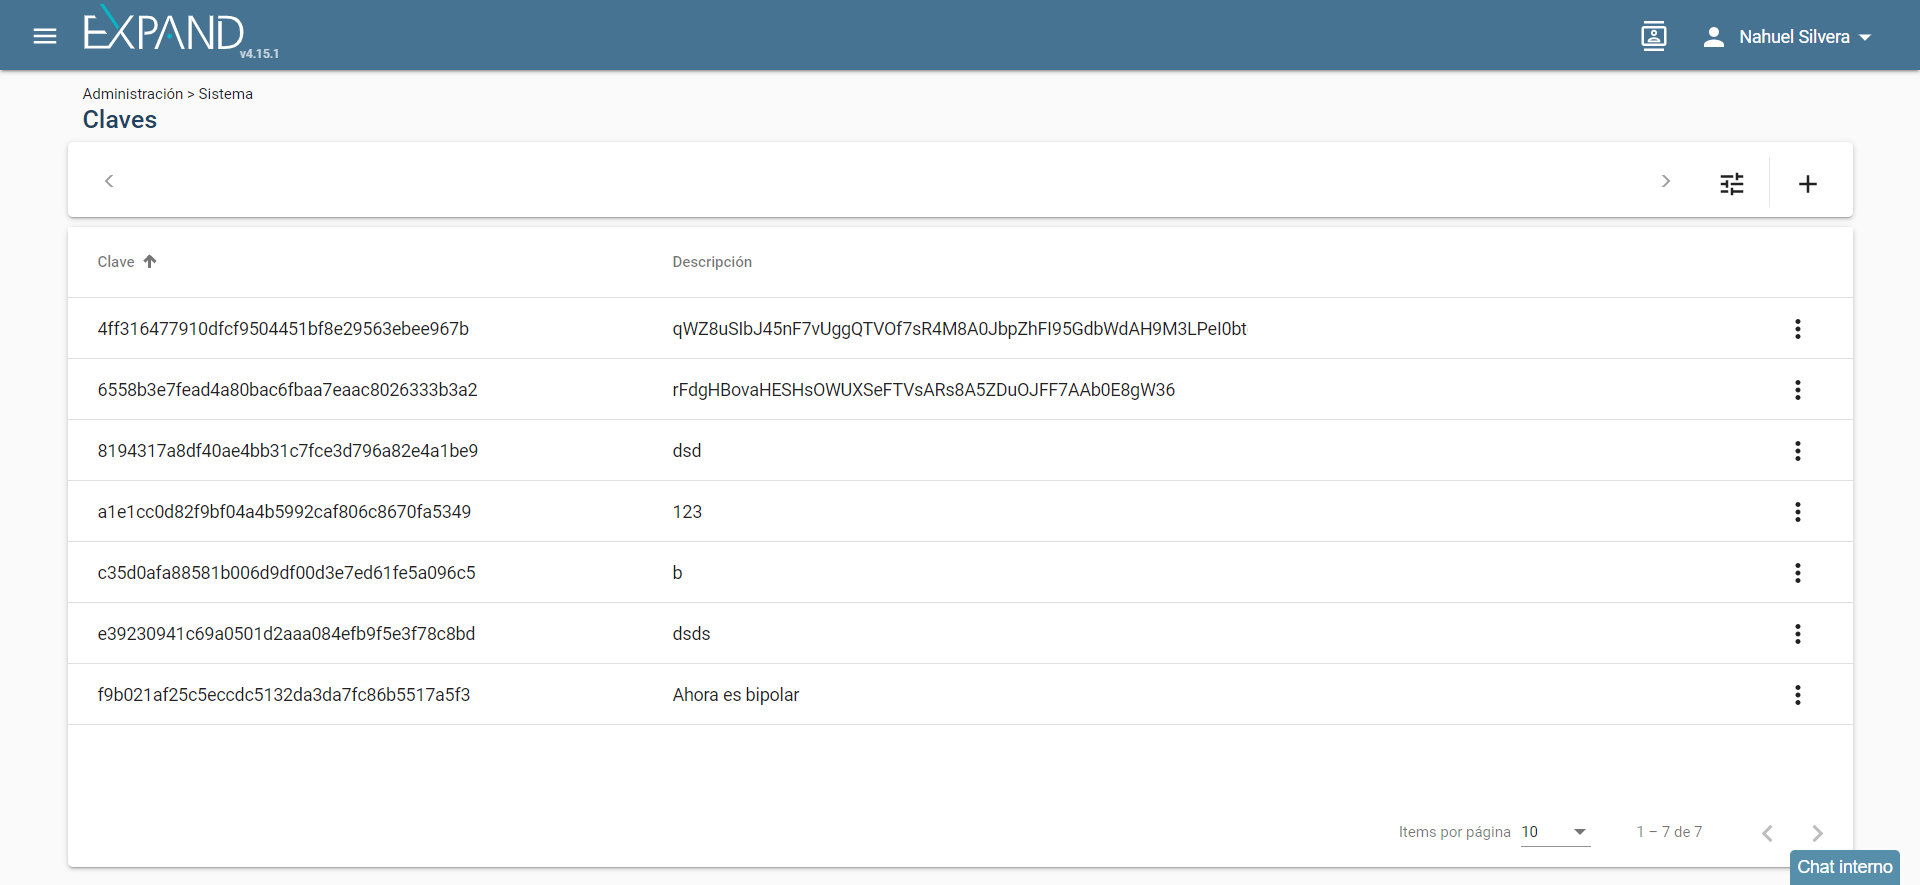 EXPAND
v4.15.1
Nahuel Silvera
Administración > Sistema
Claves
Clave
Descripción
4ff316477910dfcf9504451bf8e29563ebee967b
qWZ8uSIbJ45nF7vUggQTVOf7sR4M8A0JbpZhFI95GdbWdAH9M3LPeI0bt
6558b3e7fead4a80bac6fbaa7eaac8026333b3a2
rFdgHBovaHESHsOWUXSeFTVsARs8A5ZDuOJFF7AAb0E8gW36
8194317a8df40ae4bb31c7fce3d796a82e4a1be9
dsd
a1e1cc0d82f9bf04a4b5992caf806c8670fa5349
123
c35d0afa88581b006d9df00d3e7ed61fe5a096c5
b
e39230941c69a0501d2aaa084efb9f5e3f78c8bd
dsds
f9b021af25c5eccdc5132da3da7fc86b5517a5f3
Ahora es bipolar
Items por página 10 1 – 7 de 7
Chat interno